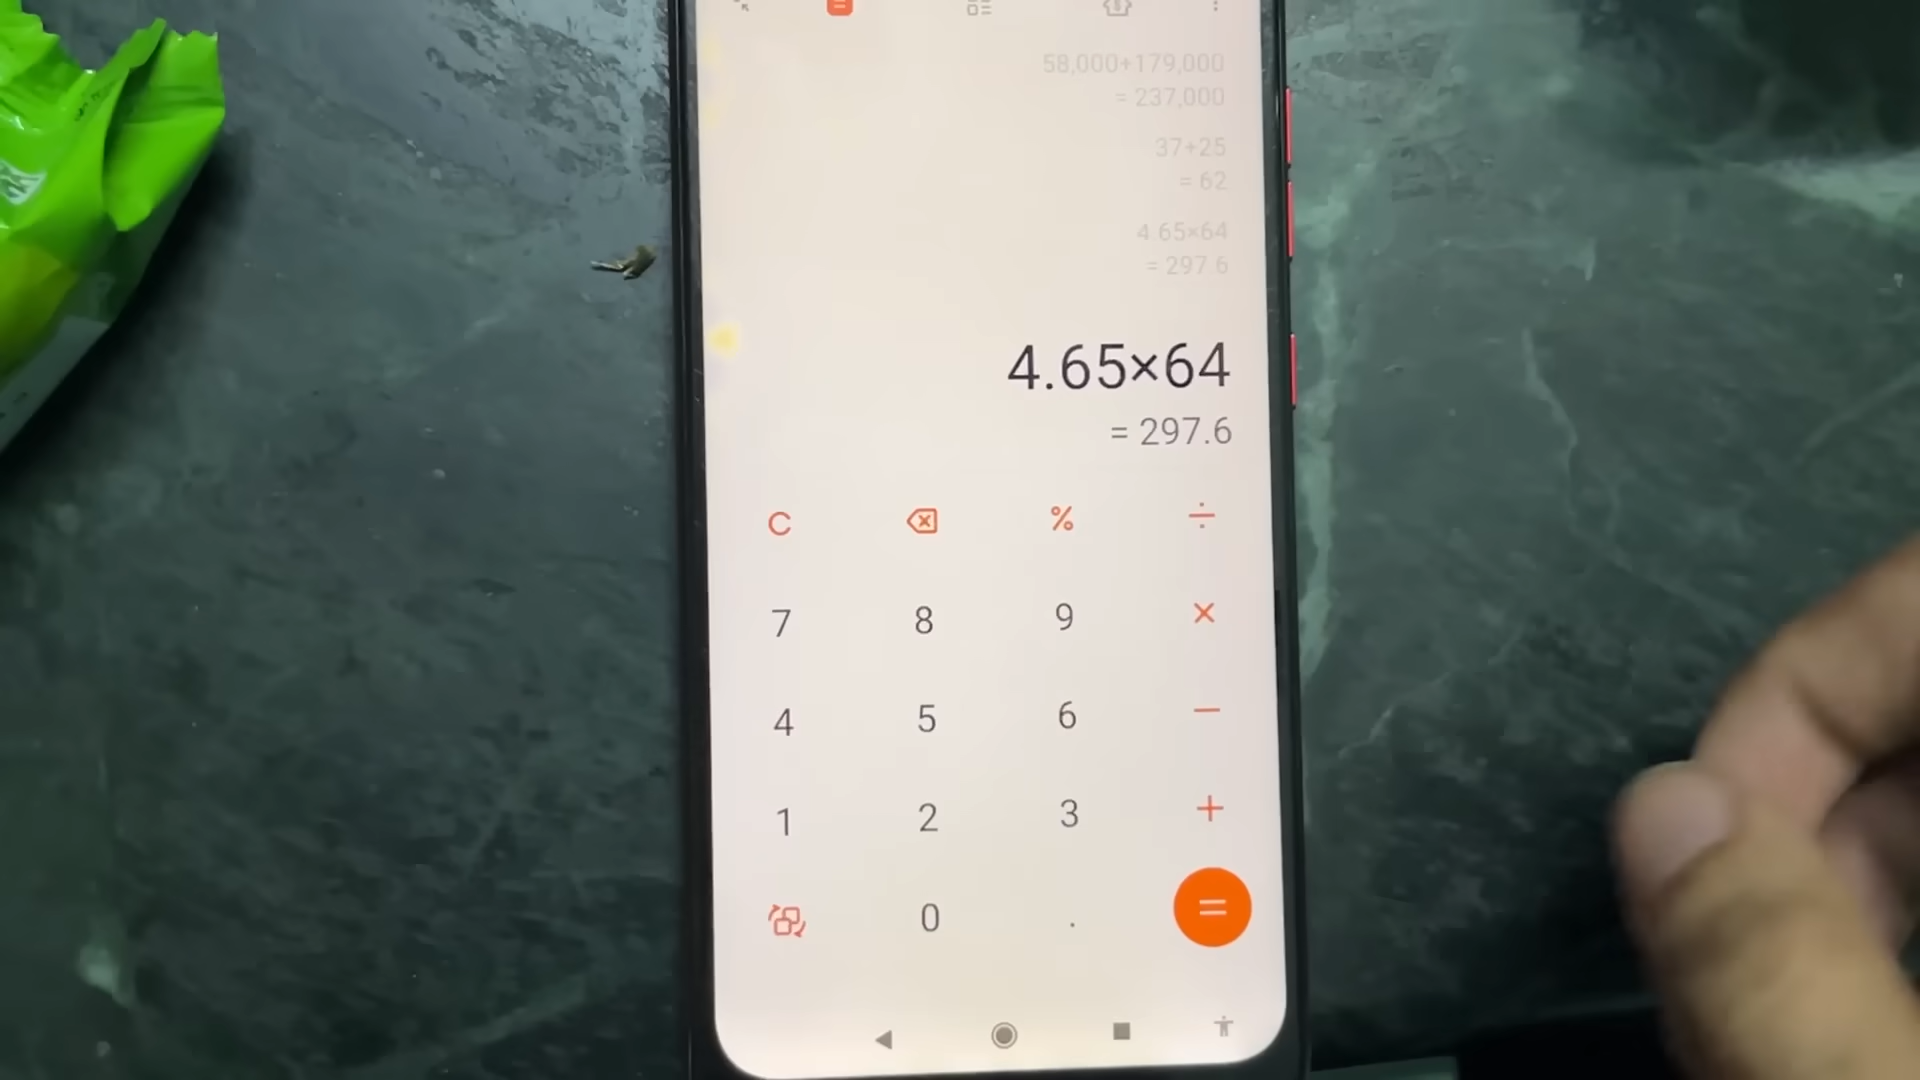 58,000+179,000
= 237,000
37+25
= 62
4.65×64
= 297.6
4.65×64
= 297.6
C % ÷
7 8 9 ×
4 5 6 −
1 2 3 +
0 . =